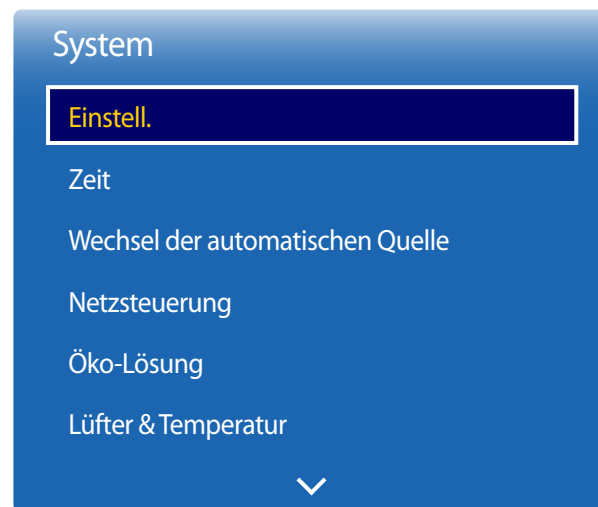 System
Einstell.
Zeit
Wechsel der automatischen Quelle
Netzsteuerung
Öko-Lösung
Lüfter & Temperatur